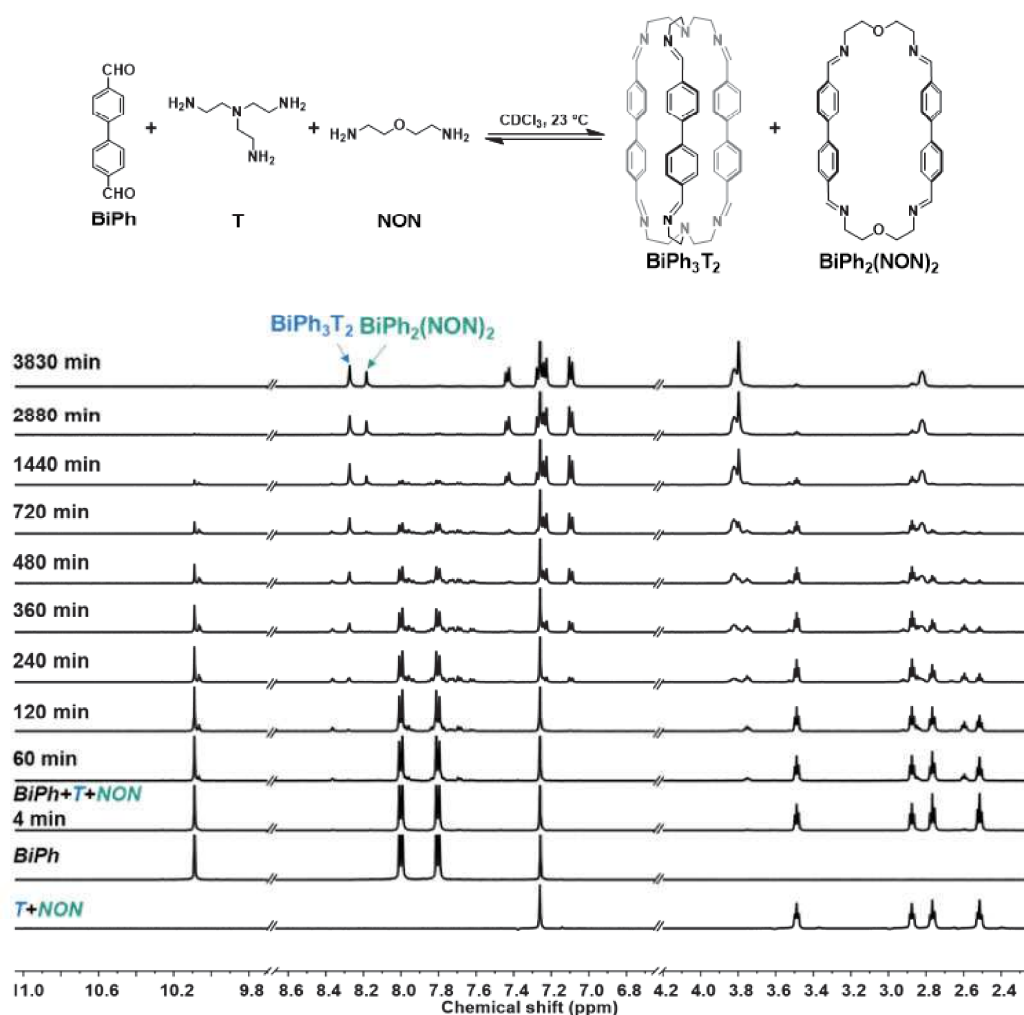 CHO
CHO
BiPh
+
H₂N
N
NH₂
NH₂
T
+
H₂N
O
NH₂
NON
CDCl₃, 23 °C
N
N
N
N
N
N
N
N
BiPh₃T₂
+
O
N
N
N
N
O
BiPh₂(NON)₂
BiPh₃T₂ BiPh₂(NON)₂
3830 min
2880 min
1440 min
720 min
480 min
360 min
240 min
120 min
60 min
BiPh+T+NON
4 min
BiPh
T+NON
11.0 10.6 10.2 9.8 8.6 8.4 8.2 8.0 7.8 7.6 7.4 7.2 7.0 6.8 4.2 4.0 3.8 3.6 3.4 3.2 3.0 2.8 2.6 2.4
Chemical shift (ppm)